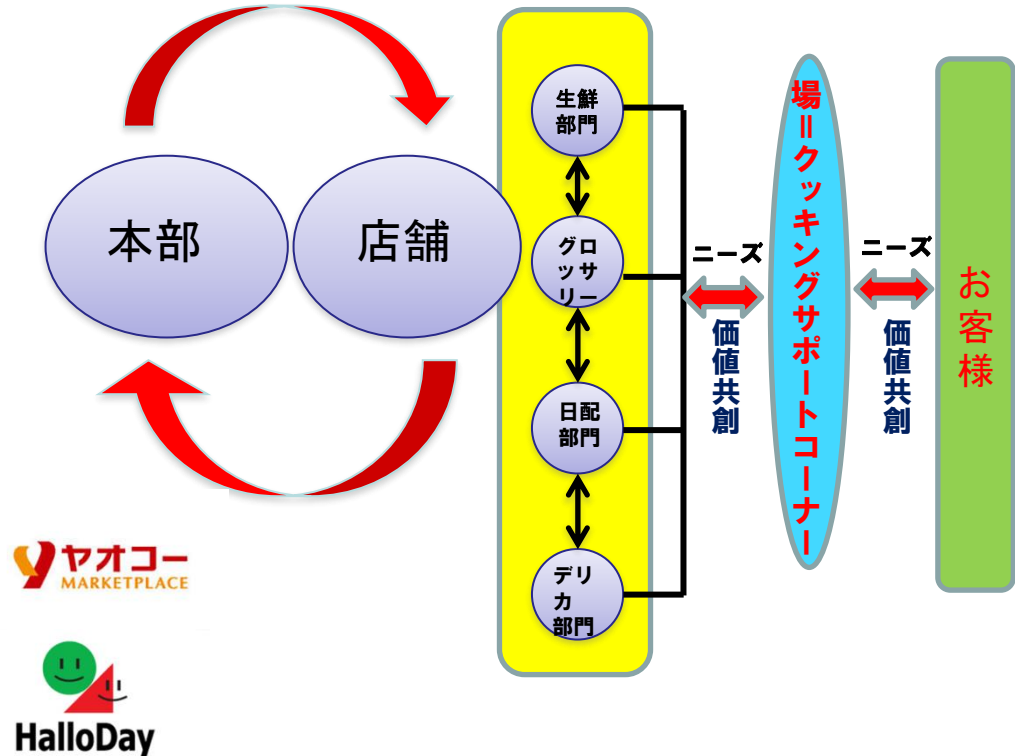 本部
店舗
生鮮
部門
グロ
ッサ
リー
日配
部門
デリ
カ
部門
ニーズ
価値共創
場＝クッキングサポートコーナー
ニーズ
価値共創
お客様
ヤオコー
MARKETPLACE
HalloDay